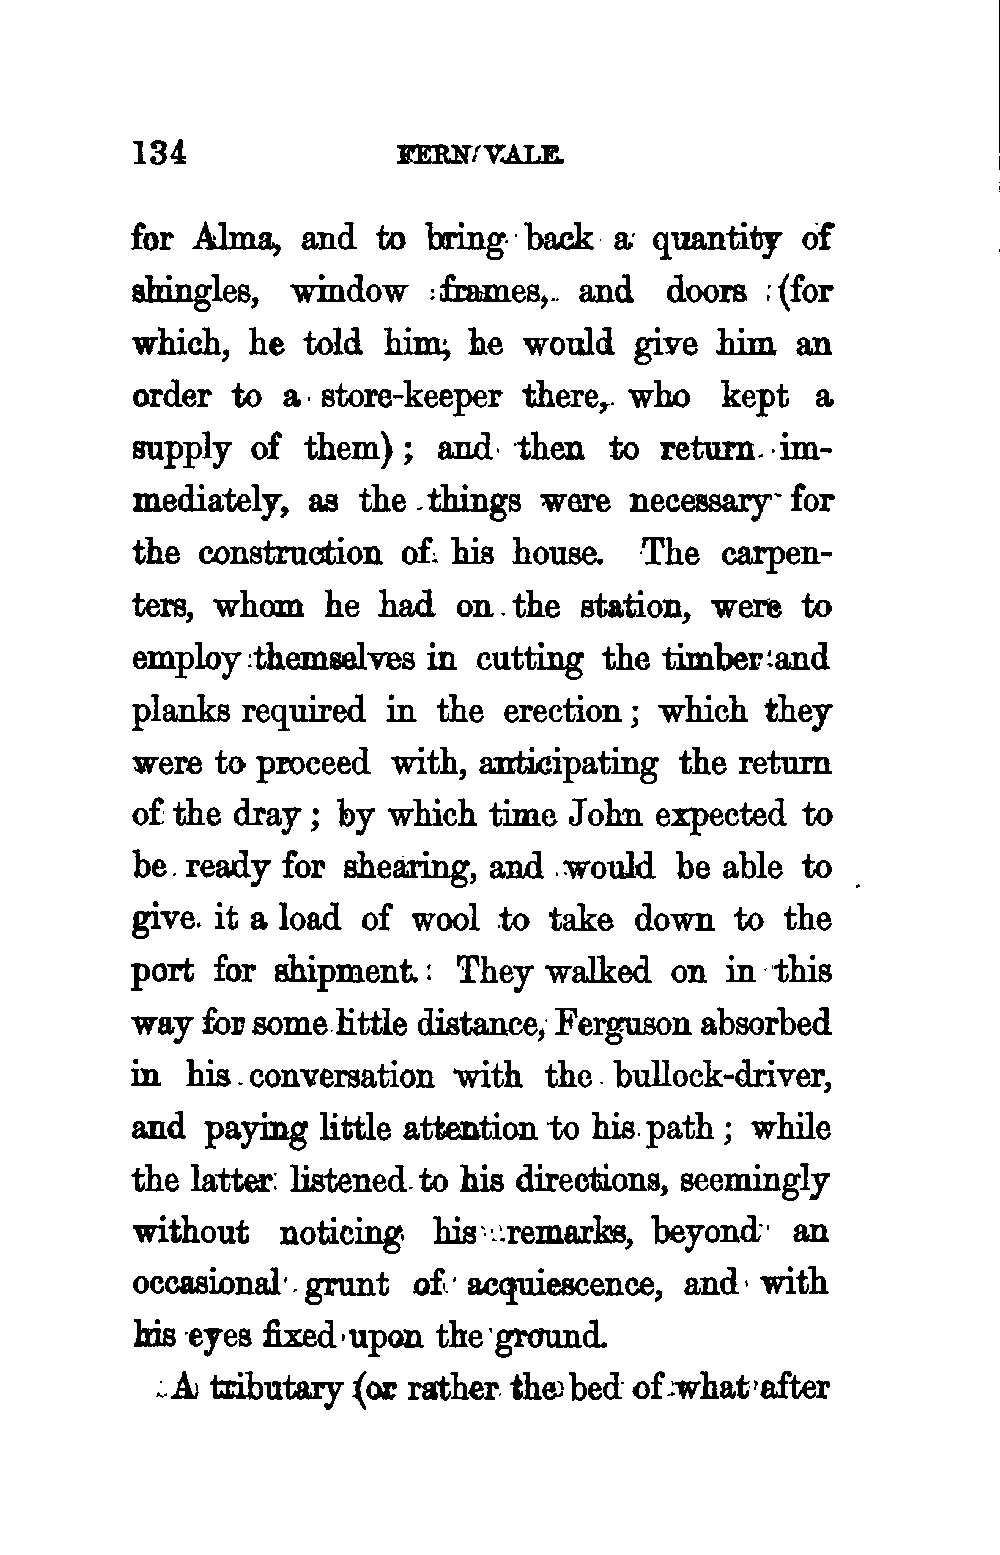 134 FERN VALE.
for Alma, and to bring back a quantity of
shingles, window frames, and doors (for
which, he told him, he would give him an
order to a store-keeper there, who kept a
supply of them) ; and then to return im-
mediately, as the things were necessary for
the construction of his house. The carpen-
ters, whom he had on the station, were to
employ themselves in cutting the timber and
planks required in the erection ; which they
were to proceed with, anticipating the return
of the dray ; by which time John expected to
be ready for shearing, and would be able to
give it a load of wool to take down to the
port for shipment. They walked on in this
way for some little distance, Ferguson absorbed
in his conversation with the bullock-driver,
and paying little attention to his path ; while
the latter listened to his directions, seemingly
without noticing his remarks, beyond an
occasional grunt of acquiescence, and with
his eyes fixed upon the ground.
A tributary (or rather the bed of what after